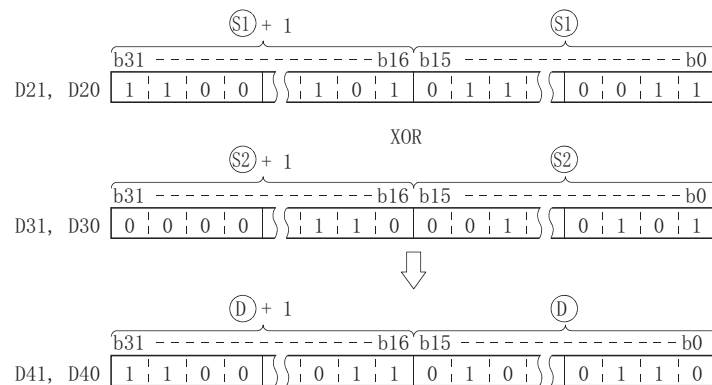 S1 + 1 S1
b31 b16 b15 b0
D21, D20 1 1 0 0 1 0 1 0 1 1 0 0 1 1
XOR
S2 + 1 S2
b31 b16 b15 b0
D31, D30 0 0 0 0 1 1 0 0 0 1 0 1 0 1
D + 1 D
b31 b16 b15 b0
D41, D40 1 1 0 0 0 1 1 0 1 0 0 1 1 0